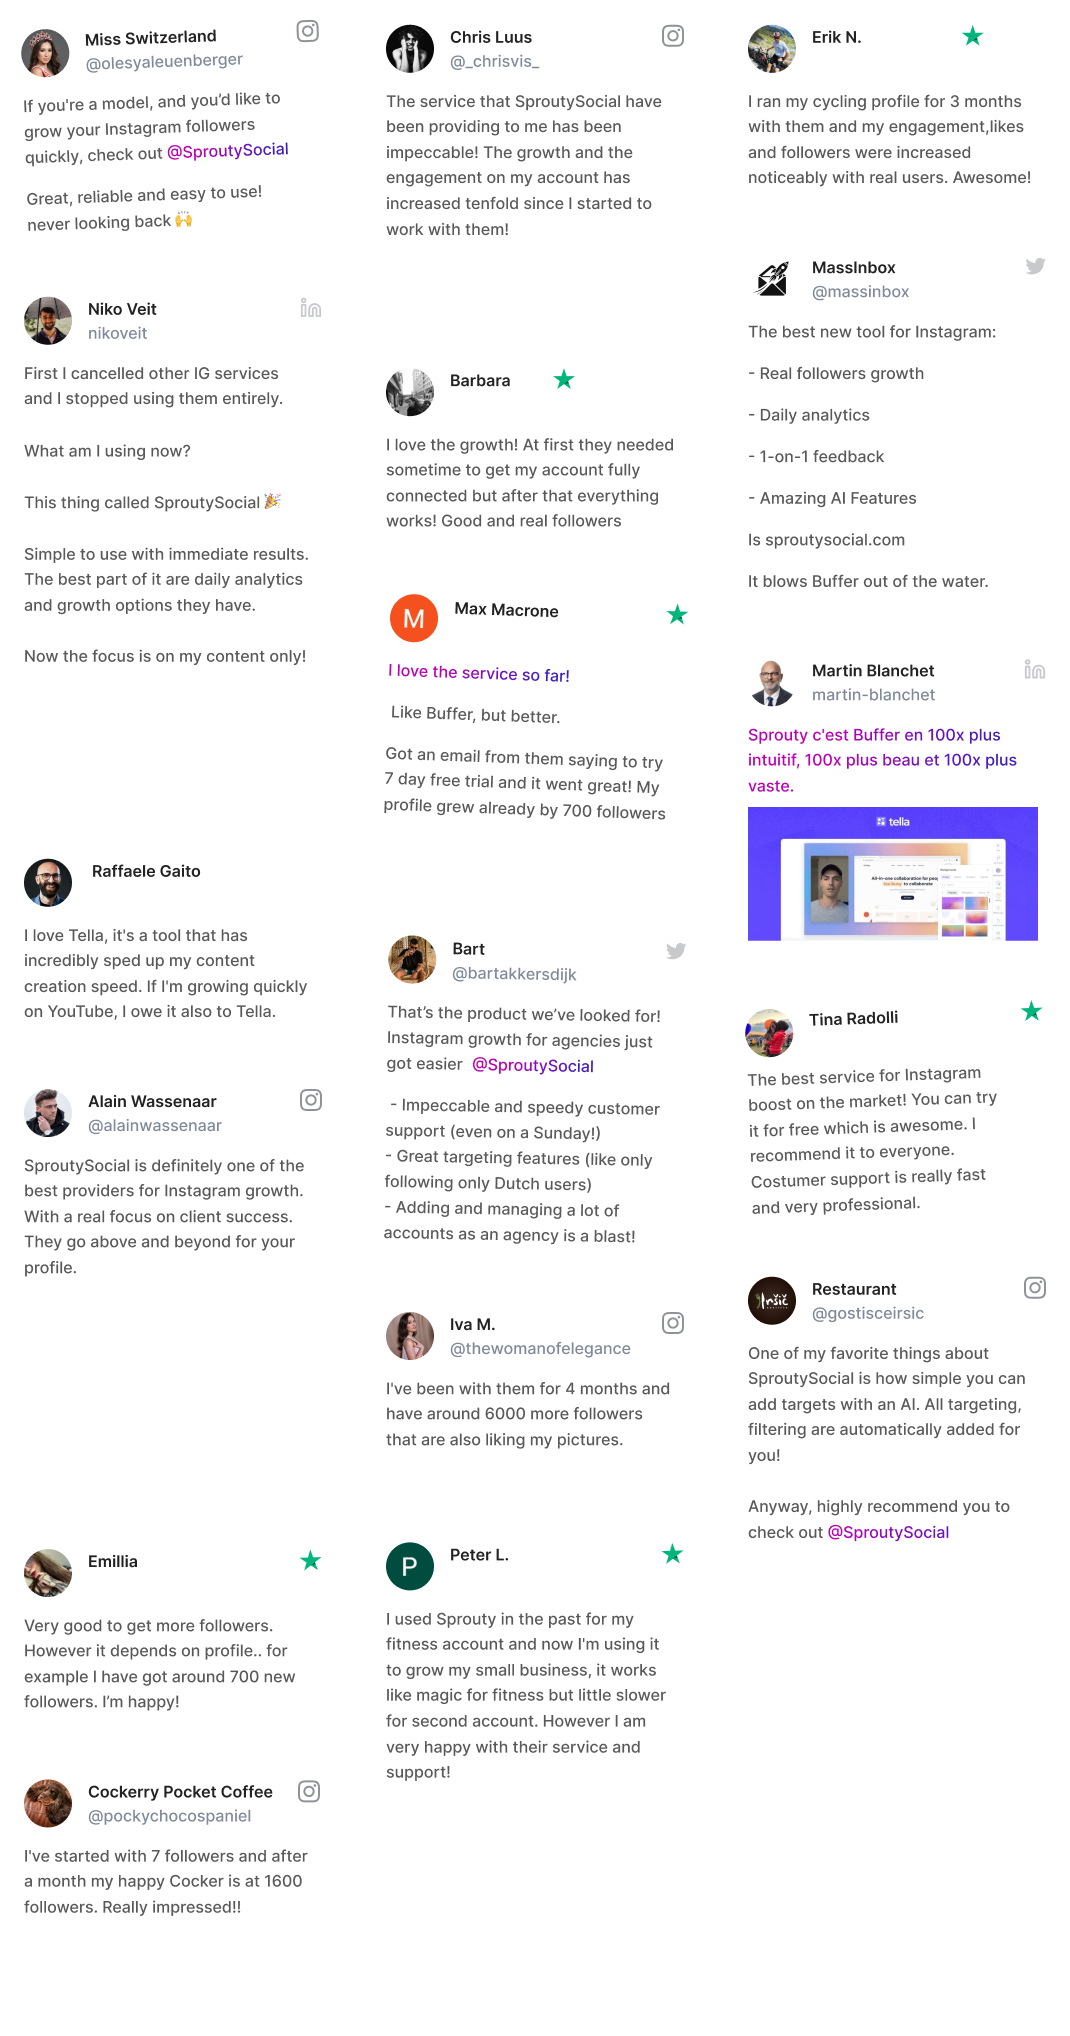 Miss Switzerland
@olesyaleuenberger
If you're a model, and you’d like to
grow your Instagram followers
quickly, check out @SproutySocial
Great, reliable and easy to use!
never looking back 🙌
Niko Veit
nikoveit
First I cancelled other IG services
and I stopped using them entirely.
What am I using now?
This thing called SproutySocial 🎉
Simple to use with immediate results.
The best part of it are daily analytics
and growth options they have.
Now the focus is on my content only!
Raffaele Gaito
I love Tella, it's a tool that has
incredibly sped up my content
creation speed. If I'm growing quickly
on YouTube, I owe it also to Tella.
Alain Wassenaar
@alainwassenaar
SproutySocial is definitely one of the
best providers for Instagram growth.
With a real focus on client success.
They go above and beyond for your
profile.
Emillia
Very good to get more followers.
However it depends on profile.. for
example I have got around 700 new
followers. I’m happy!
Cockerry Pocket Coffee
@pockychocospaniel
I've started with 7 followers and after
a month my happy Cocker is at 1600
followers. Really impressed!!
Chris Luus
@_chrisvis_
The service that SproutySocial have
been providing to me has been
impeccable! The growth and the
engagement on my account has
increased tenfold since I started to
work with them!
Barbara
I love the growth! At first they needed
sometime to get my account fully
connected but after that everything
works! Good and real followers
M
Max Macrone
I love the service so far!
Like Buffer, but better.
Got an email from them saying to try
7 day free trial and it went great! My
profile grew already by 700 followers
Bart
@bartakkersdijk
That’s the product we’ve looked for!
Instagram growth for agencies just
got easier @SproutySocial
- Impeccable and speedy customer
support (even on a Sunday!)
- Great targeting features (like only
following only Dutch users)
- Adding and managing a lot of
accounts as an agency is a blast!
Iva M.
@thewomanofelegance
I've been with them for 4 months and
have around 6000 more followers
that are also liking my pictures.
P
Peter L.
I used Sprouty in the past for my
fitness account and now I'm using it
to grow my small business, it works
like magic for fitness but little slower
for second account. However I am
very happy with their service and
support!
Erik N.
I ran my cycling profile for 3 months
with them and my engagement,likes
and followers were increased
noticeably with real users. Awesome!
MassInbox
@massinbox
The best new tool for Instagram:
- Real followers growth
- Daily analytics
- 1-on-1 feedback
- Amazing AI Features
Is sproutysocial.com
It blows Buffer out of the water.
Martin Blanchet
martin-blanchet
Sprouty c'est Buffer en 100x plus
intuitif, 100x plus beau et 100x plus
vaste.
tella
All-in-one collaboration for
to collaborate
Tina Radolli
The best service for Instagram
boost on the market! You can try
it for free which is awesome. I
recommend it to everyone.
Costumer support is really fast
and very professional.
Restaurant
@gostisceirsic
One of my favorite things about
SproutySocial is how simple you can
add targets with an AI. All targeting,
filtering are automatically added for
you!
Anyway, highly recommend you to
check out @SproutySocial